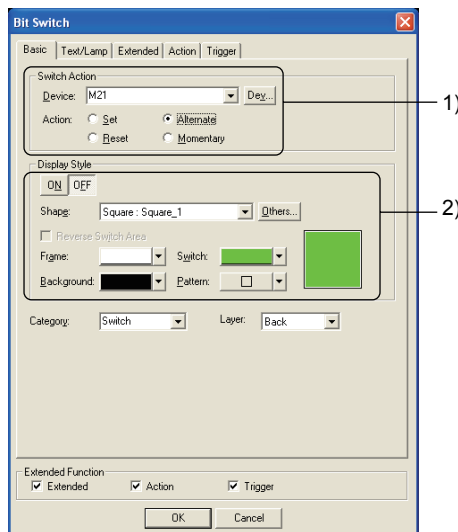 Bit Switch
Basic Text/Lamp Extended Action Trigger
Switch Action
Device: M21 Dev...
1)
Action: Set Alternate
Reset Momentary
Display Style
ON OFF
Shape: Square : Square_1 Others...
2)
Reverse Switch Area
Frame: Switch:
Background: Pattern:
Category: Switch Layer: Back
Extended Function
Extended Action Trigger
OK Cancel